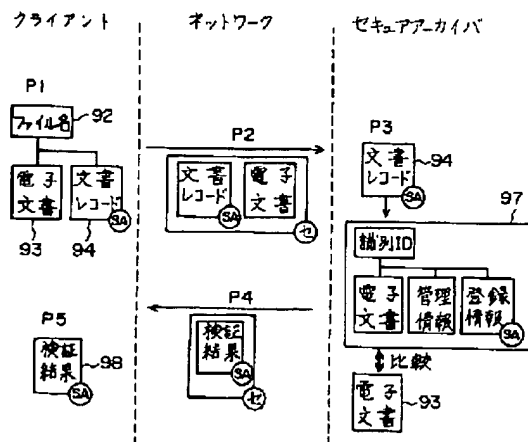 クライアント
ネットワーク
セキュアアーカイバ
P1
ファイル名
92
電子
文書
93
文書
レコード
SA
94
P2
文書
レコード
SA
電子
文書
セ
P3
文書
レコード
SA
94
97
識別ID
電子
文書
管理
情報
登録
情報
SA
比較
電子
文書
93
P4
検証
結果
SA
セ
P5
検証
結果
SA
98